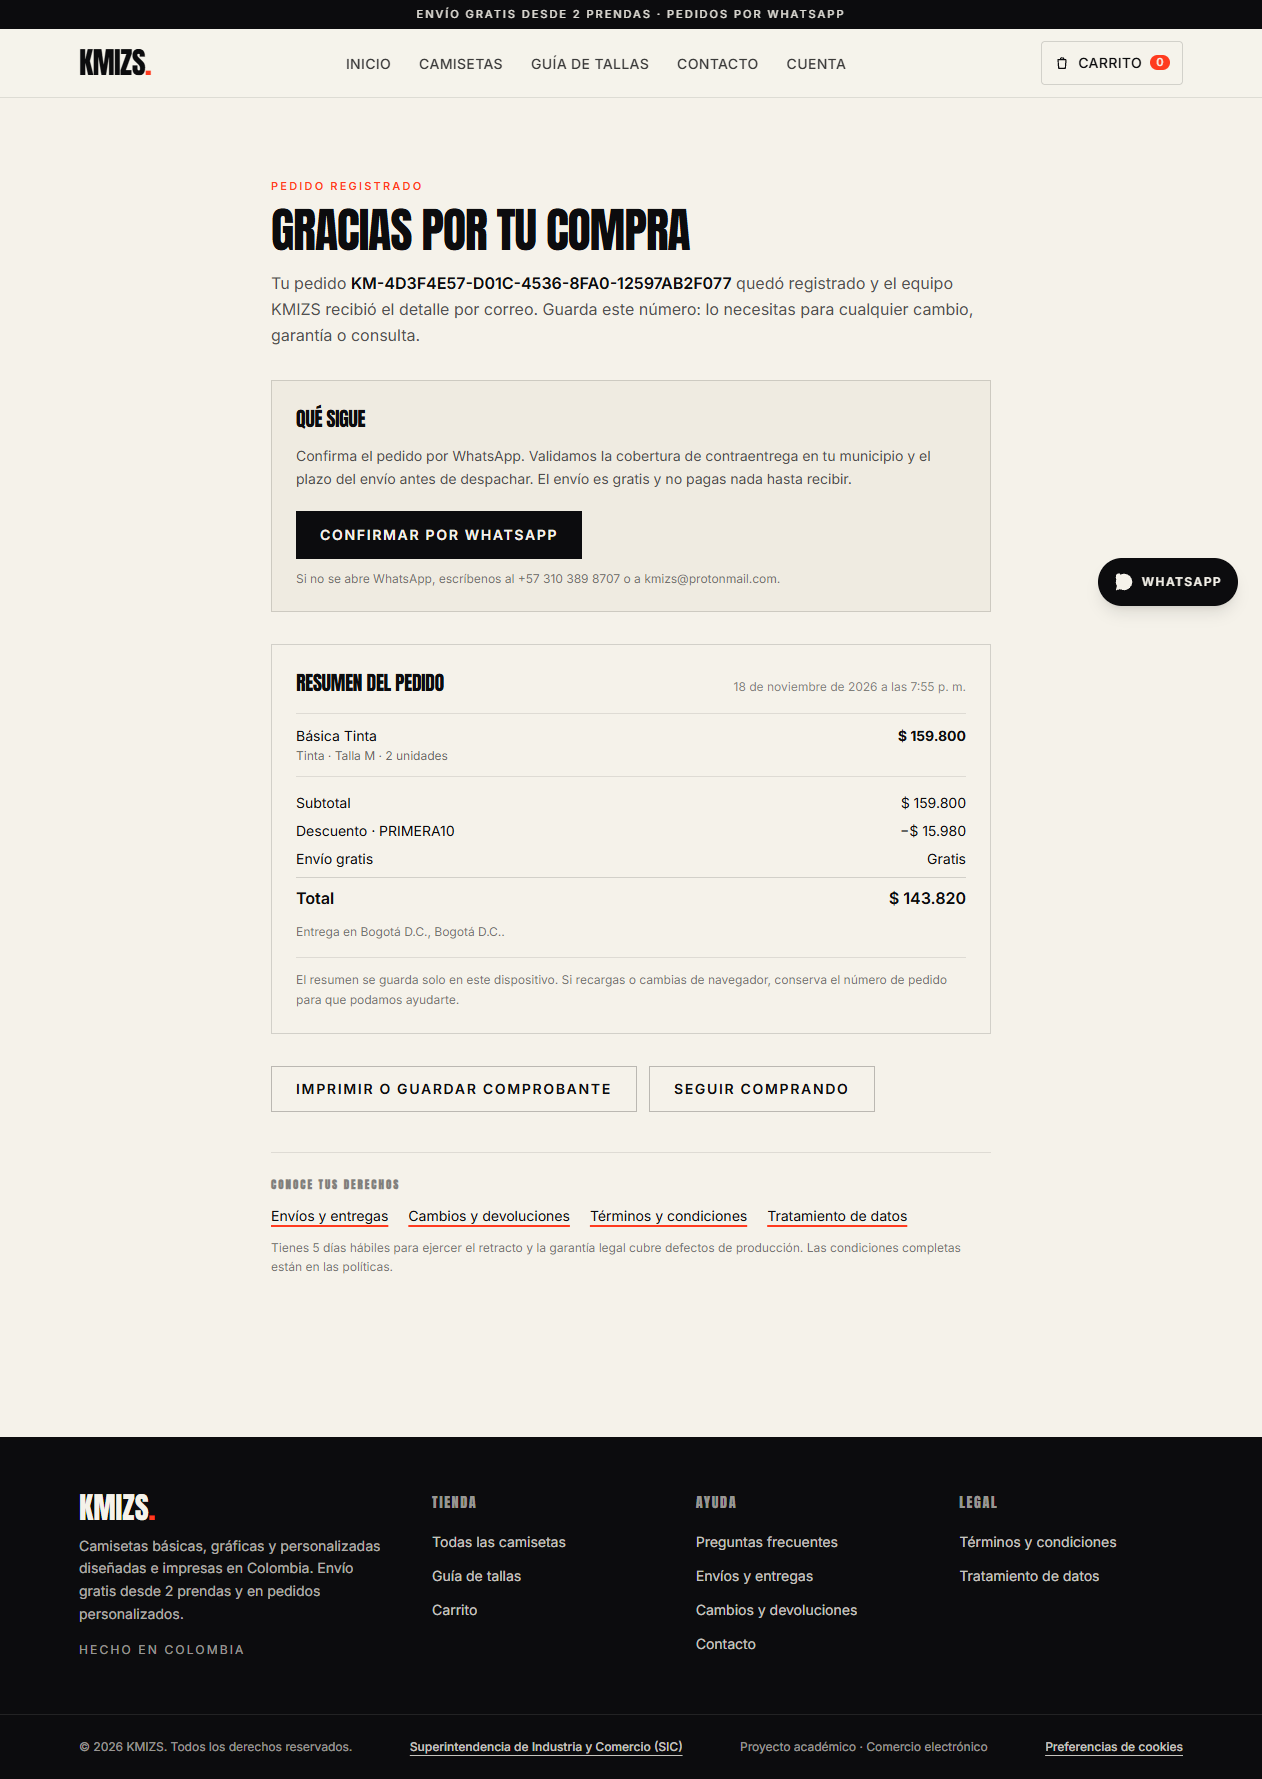 ENVÍO GRATIS DESDE 2 PRENDAS · PEDIDOS POR WHATSAPP
KMIZS.
INICIO CAMISETAS GUÍA DE TALLAS CONTACTO CUENTA
CARRITO 0
PEDIDO REGISTRADO
GRACIAS POR TU COMPRA
Tu pedido KM-4D3F4E57-D01C-4536-8FA0-12597AB2F077 quedó registrado y el equipo
KMIZS recibió el detalle por correo. Guarda este número: lo necesitas para cualquier cambio,
garantía o consulta.
QUÉ SIGUE
Confirma el pedido por WhatsApp. Validamos la cobertura de contraentrega en tu municipio y el
plazo del envío antes de despachar. El envío es gratis y no pagas nada hasta recibir.
CONFIRMAR POR WHATSAPP
Si no se abre WhatsApp, escríbenos al +57 310 389 8707 o a kmizs@protonmail.com.
WHATSAPP
RESUMEN DEL PEDIDO
18 de noviembre de 2026 a las 7:55 p. m.
Básica Tinta $ 159.800
Tinta · Talla M · 2 unidades
Subtotal $ 159.800
Descuento · PRIMERA10 −$ 15.980
Envío gratis Gratis
Total $ 143.820
Entrega en Bogotá D.C., Bogotá D.C..
El resumen se guarda solo en este dispositivo. Si recargas o cambias de navegador, conserva el número de pedido
para que podamos ayudarte.
IMPRIMIR O GUARDAR COMPROBANTE SEGUIR COMPRANDO
CONOCE TUS DERECHOS
Envíos y entregas Cambios y devoluciones Términos y condiciones Tratamiento de datos
Tienes 5 días hábiles para ejercer el retracto y la garantía legal cubre defectos de producción. Las condiciones completas
están en las políticas.
KMIZS.
Camisetas básicas, gráficas y personalizadas
diseñadas e impresas en Colombia. Envío
gratis desde 2 prendas y en pedidos
personalizados.
HECHO EN COLOMBIA
TIENDA
Todas las camisetas
Guía de tallas
Carrito
AYUDA
Preguntas frecuentes
Envíos y entregas
Cambios y devoluciones
Contacto
LEGAL
Términos y condiciones
Tratamiento de datos
© 2026 KMIZS. Todos los derechos reservados.
Superintendencia de Industria y Comercio (SIC)
Proyecto académico · Comercio electrónico
Preferencias de cookies